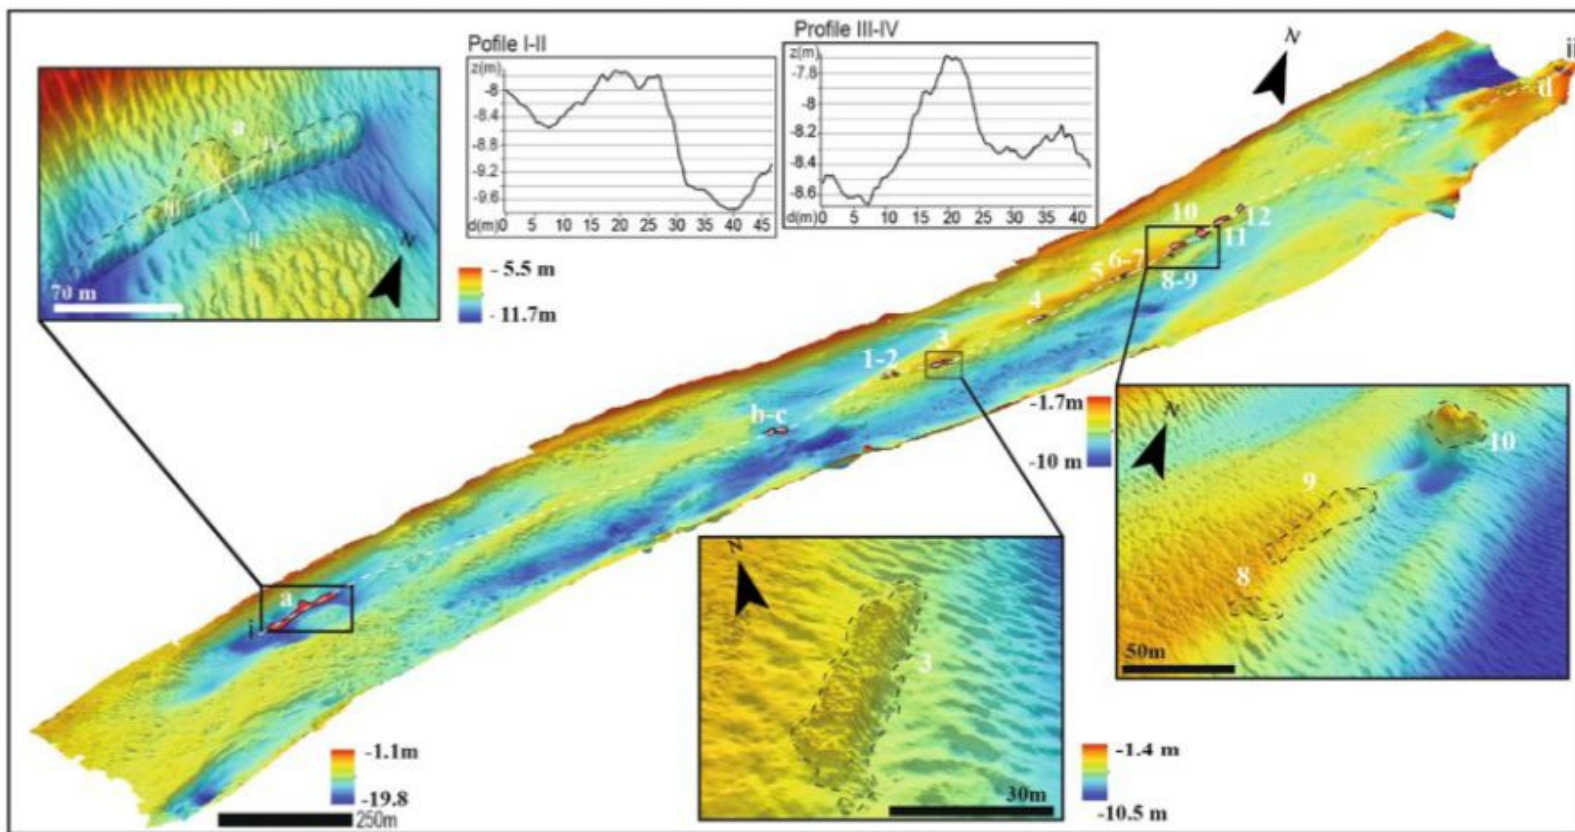 Pofile I-II
z(m)
-8
-8.4
-8.8
-9.2
-9.6
d(m)0 5 10 15 20 25 30 35 40 45
Profile III-IV
z(m)
-7.8
-8
-8.2
-8.4
-8.6
d(m) 0 5 10 15 20 25 30 35 40
N
ii
d
a
IV
III
II
N
70 m
- 5.5 m
- 11.7m
10
12
11
6-7
5
8-9
4
3
1-2
b-c
a
i
-1.7m
-10 m
N
10
9
8
50m
N
3
30m
-1.4 m
-10.5 m
-1.1m
-19.8
250m